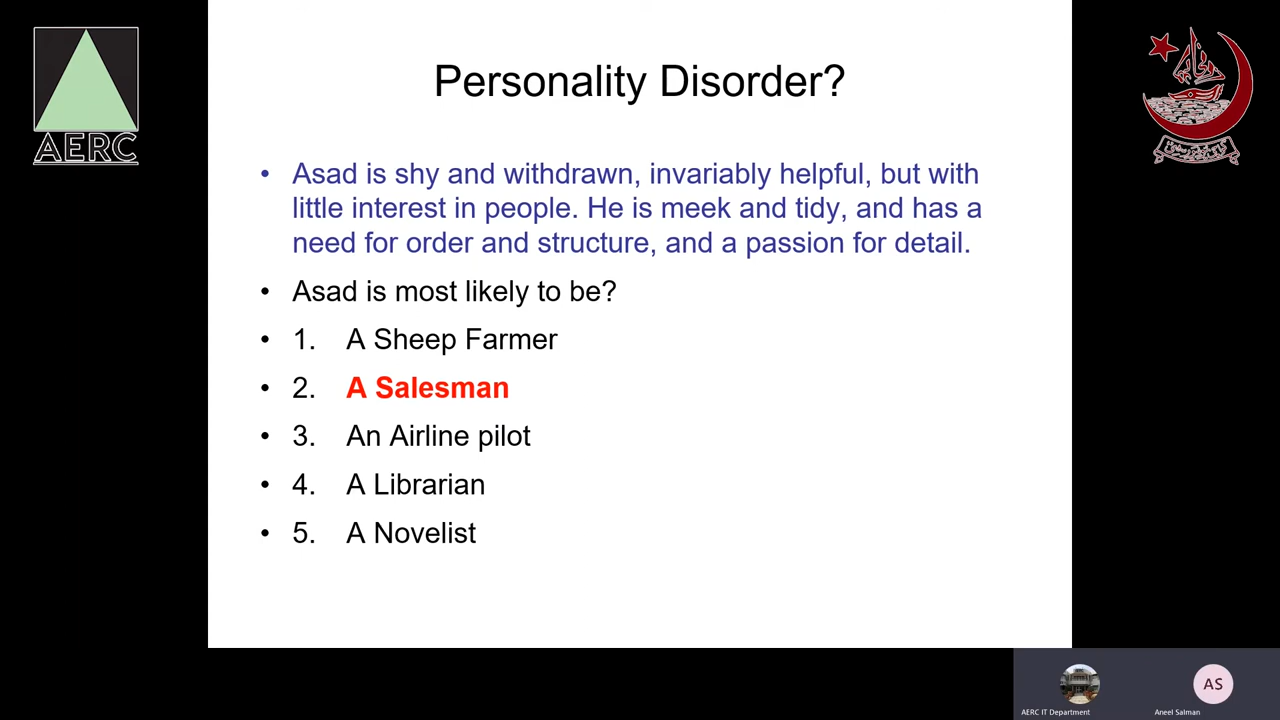 Personality Disorder?
• Asad is shy and withdrawn, invariably helpful, but with
little interest in people. He is meek and tidy, and has a
need for order and structure, and a passion for detail.
• Asad is most likely to be?
• 1. A Sheep Farmer
• 2. A Salesman
• 3. An Airline pilot
• 4. A Librarian
• 5. A Novelist
AERC
AS
AERC IT Department
Aneel Salman